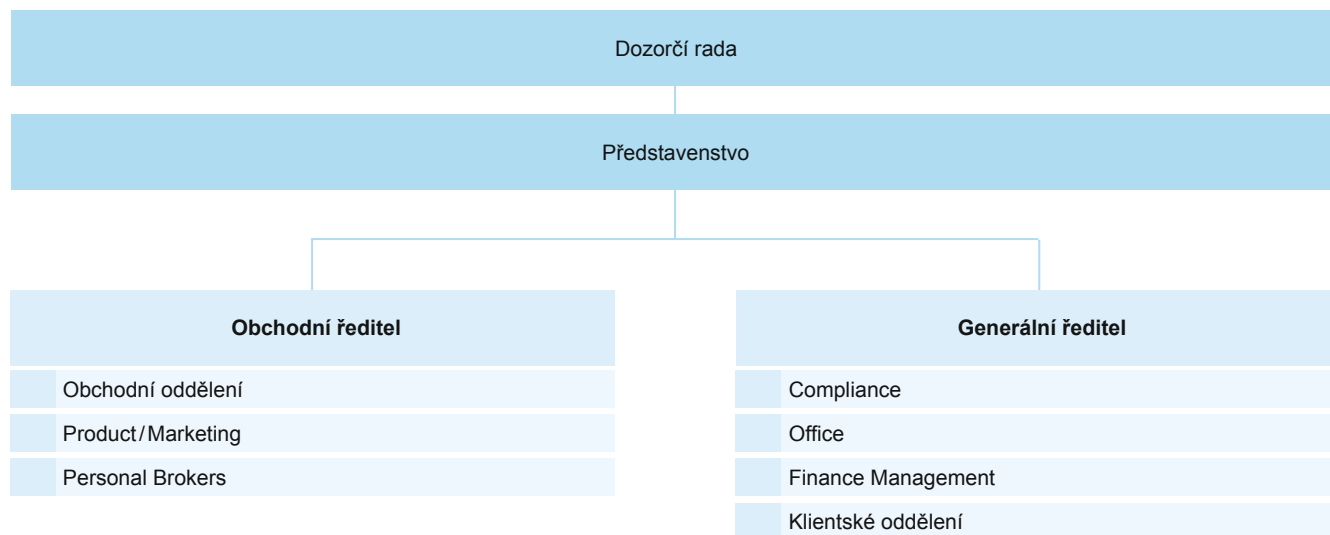 Dozorčí rada
Představenstvo
Obchodní ředitel
Obchodní oddělení
Product/Marketing
Personal Brokers
Generální ředitel
Compliance
Office
Finance Management
Klientské oddělení